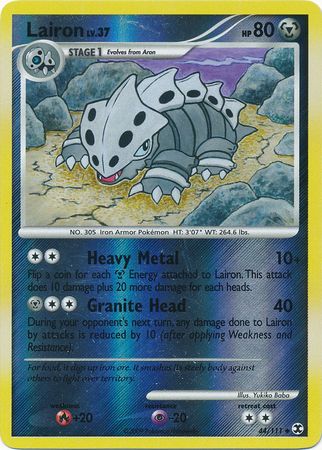 Lairon LV.37 HP 80
STAGE 1 Evolves from Aron
NO. 305 Iron Armor Pokémon HT: 3'07" WT: 264.6 lbs.
Heavy Metal 10+
Flip a coin for each Energy attached to Lairon. This attack
does 10 damage plus 20 more damage for each heads.
Granite Head 40
During your opponent's next turn, any damage done to Lairon
by attacks is reduced by 10 (after applying Weakness and
Resistance).
For food, it digs up iron ore. It smashes its steely body against
others to fight over territory.
Illus. Yukiko Baba
weakness resistance retreat cost
+20 -20
©2009 Pokémon/Nintendo 44/111